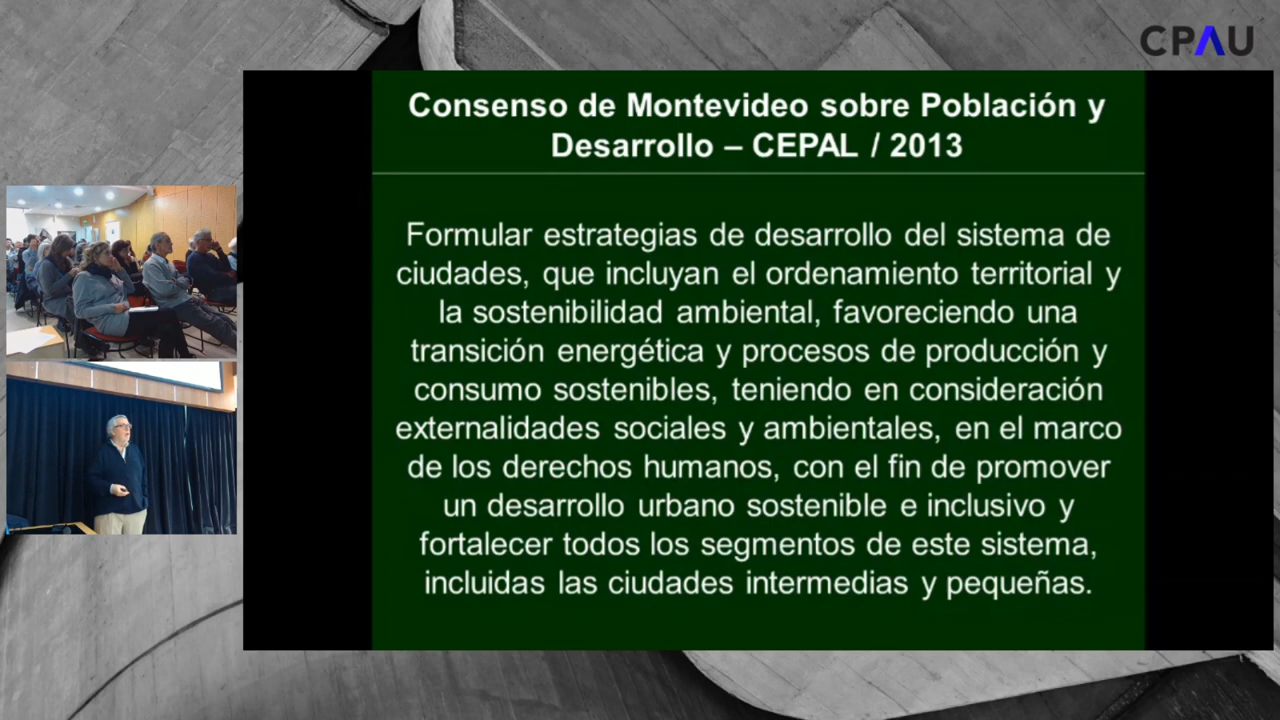 CPAU
Consenso de Montevideo sobre Población y
Desarrollo – CEPAL / 2013
Formular estrategias de desarrollo del sistema de
ciudades, que incluyan el ordenamiento territorial y
la sostenibilidad ambiental, favoreciendo una
transición energética y procesos de producción y
consumo sostenibles, teniendo en consideración
externalidades sociales y ambientales, en el marco
de los derechos humanos, con el fin de promover
un desarrollo urbano sostenible e inclusivo y
fortalecer todos los segmentos de este sistema,
incluidas las ciudades intermedias y pequeñas.